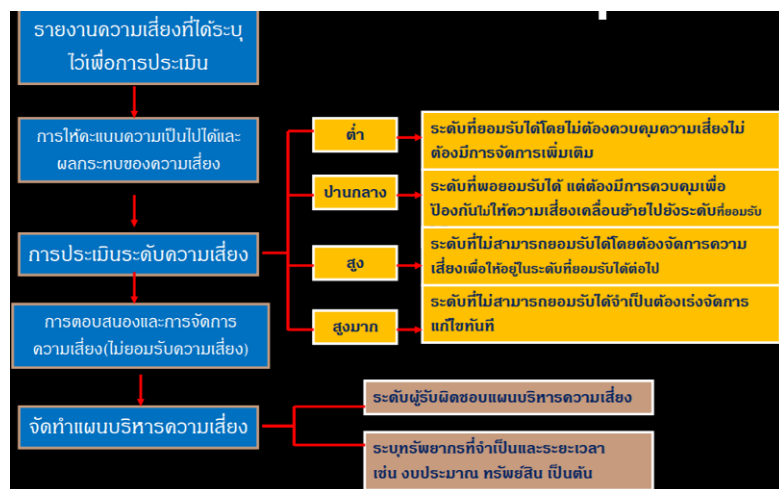 รายงานความเสี่ยงที่ได้ระบุ
ไว้เพื่อการประเมิน
การให้คะแนนความเป็นไปได้และ
ผลกระทบของความเสี่ยง
การประเมินระดับความเสี่ยง
การตอบสนองและการจัดการ
ความเสี่ยง(ไม่ยอมรับความเสี่ยง)
จัดทำแผนบริหารความเสี่ยง
ต่ำ
ระดับที่ยอมรับได้โดยไม่ต้องควบคุมความเสี่ยงไม่
ต้องมีการจัดการเพิ่มเติม
ปานกลาง
ระดับที่พอยอมรับได้ แต่ต้องมีการควบคุมเพื่อ
ป้องกันไม่ให้ความเสี่ยงเคลื่อนย้ายไปยังระดับที่ยอมรับ
สูง
ระดับที่ไม่สามารถยอมรับได้โดยต้องจัดการความ
เสี่ยงเพื่อให้อยู่ในระดับที่ยอมรับได้ต่อไป
สูงมาก
ระดับที่ไม่สามารถยอมรับได้จำเป็นต้องเร่งจัดการ
แก้ไขทันที
ระดับผู้รับผิดชอบแผนบริหารความเสี่ยง
ระบุทรัพยากรที่จำเป็นและระยะเวลา
เช่น งบประมาณ ทรัพย์สิน เป็นต้น